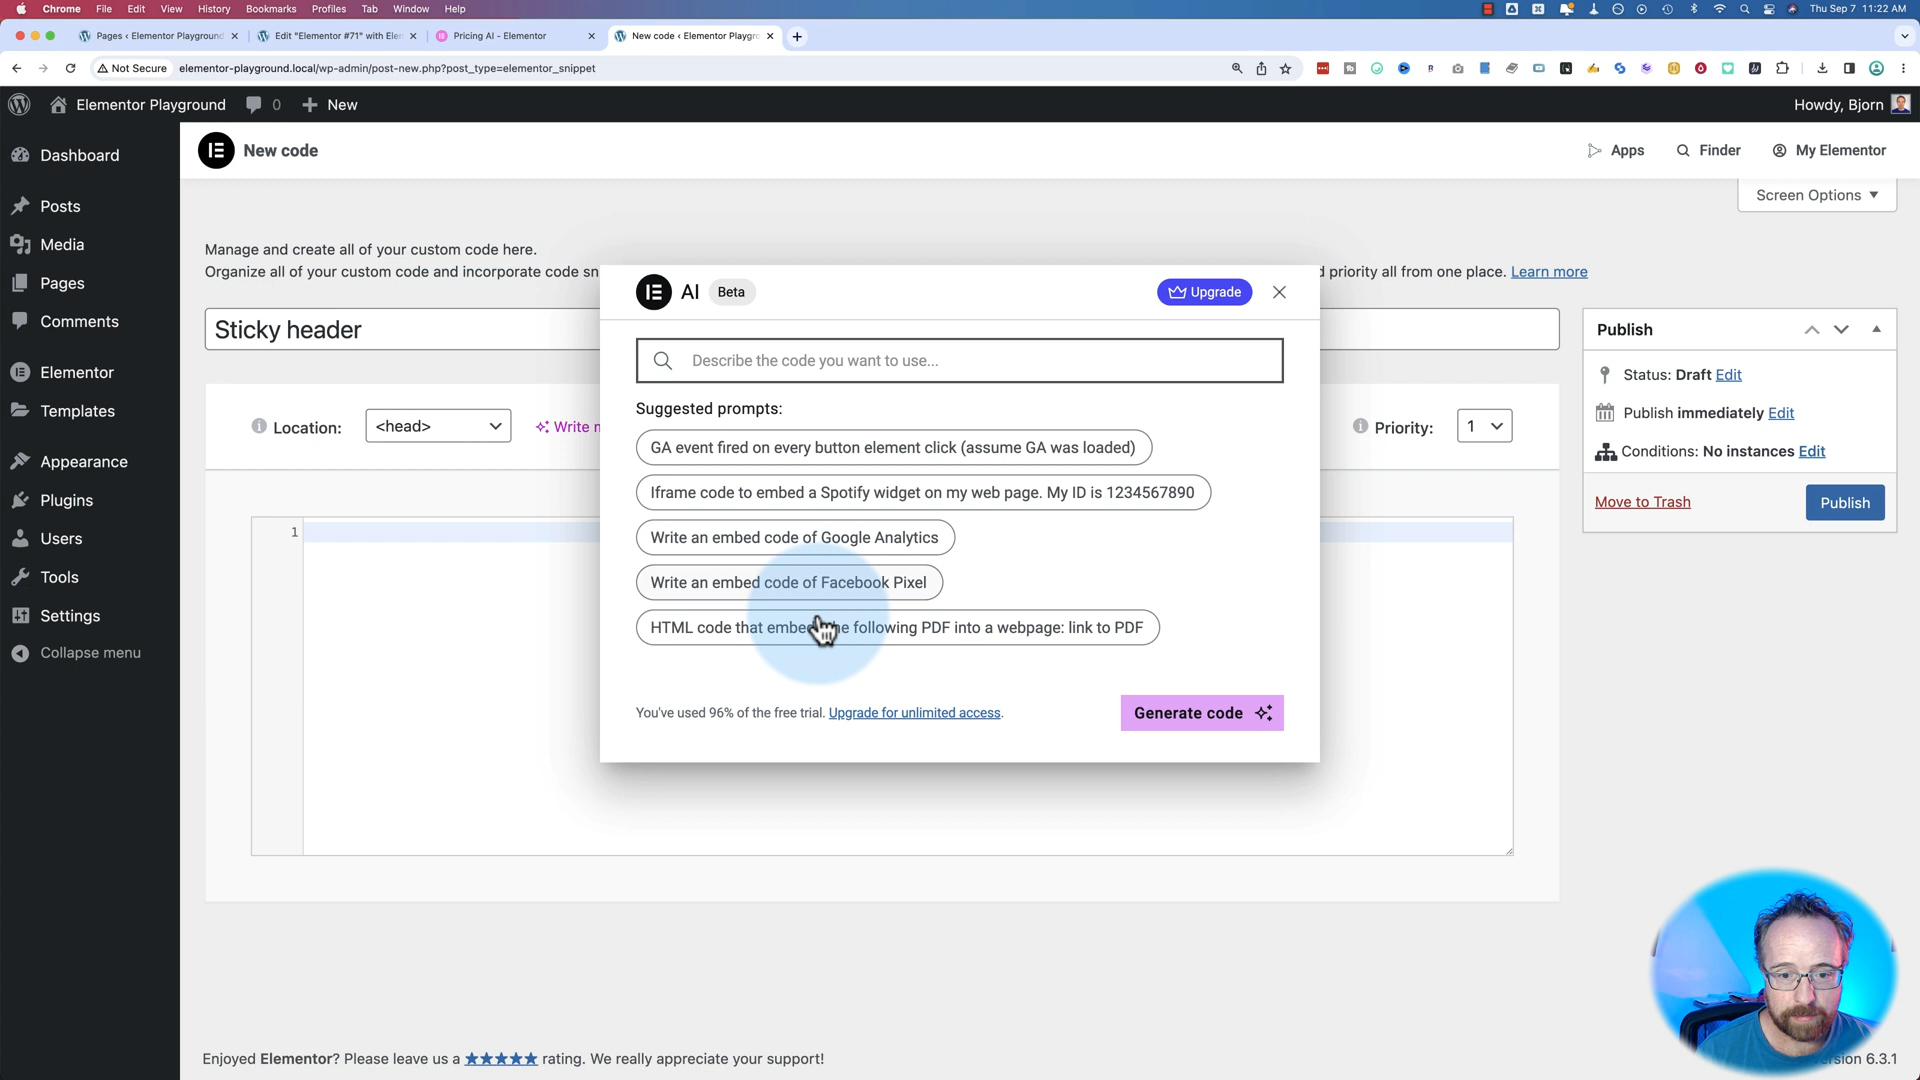 Chrome File Edit View History Bookmarks Profiles Tab Window Help Thu Sep 7 11:22 AM
Pages ‹ Elementor Playground Edit "Elementor #71" with Ele Pricing AI - Elementor New code ‹ Elementor Playgro
Not Secure elementor-playground.local/wp-admin/post-new.php?post_type=elementor_snippet
Elementor Playground 0 New Howdy, Bjorn
New code Apps Finder My Elementor
Screen Options
Dashboard
Posts
Media
Pages
Comments
Elementor
Templates
Appearance
Plugins
Users
Tools
Settings
Collapse menu
Manage and create all of your custom code here.
Organize all of your custom code and incorporate code sn d priority all from one place. Learn more
Sticky header
Location: <head> Write m Priority: 1
1
AI Beta Upgrade
Describe the code you want to use...
Suggested prompts:
GA event fired on every button element click (assume GA was loaded)
Iframe code to embed a Spotify widget on my web page. My ID is 1234567890
Write an embed code of Google Analytics
Write an embed code of Facebook Pixel
HTML code that embe he following PDF into a webpage: link to PDF
You've used 96% of the free trial. Upgrade for unlimited access.
Generate code
Publish
Status: Draft Edit
Publish immediately Edit
Conditions: No instances Edit
Move to Trash Publish
Enjoyed Elementor? Please leave us a ★★★★★ rating. We really appreciate your support!
rsion 6.3.1